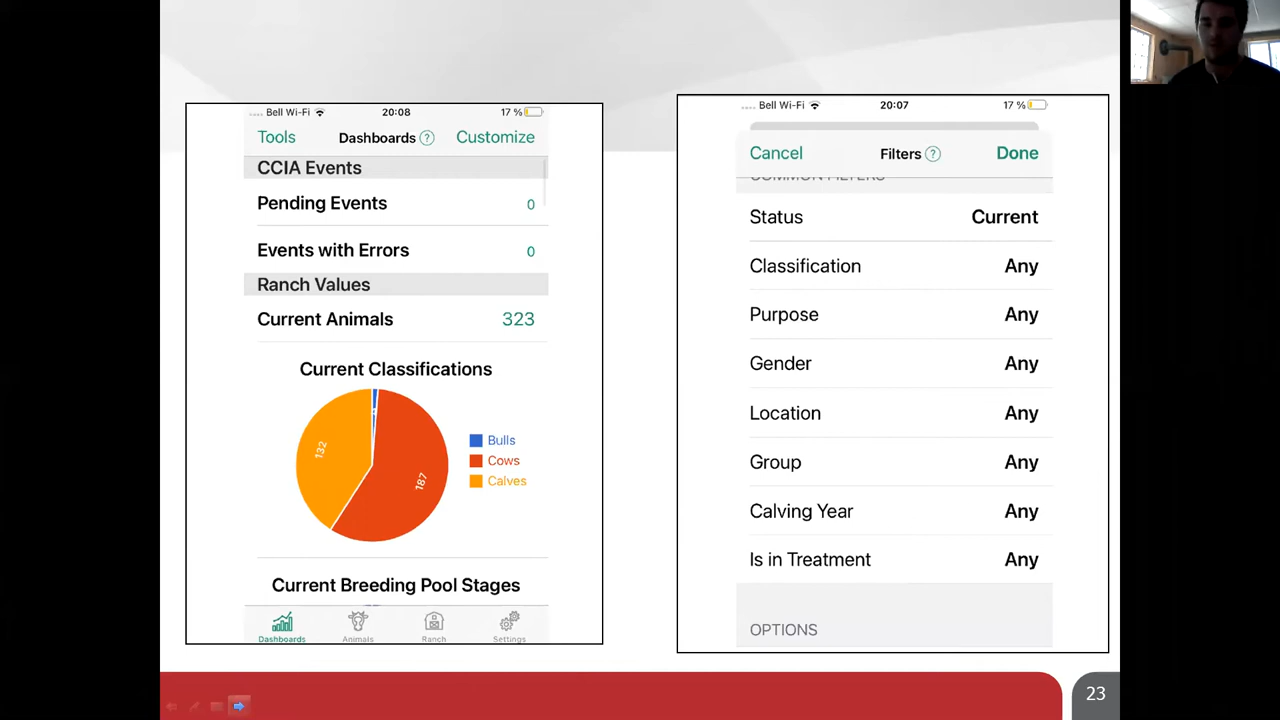 Bell Wi-Fi 20:08 17 %
Tools Dashboards ? Customize
CCIA Events
Pending Events 0
Events with Errors 0
Ranch Values
Current Animals 323
Current Classifications
132
187
Bulls
Cows
Calves
Current Breeding Pool Stages
Dashboards Animals Ranch Settings
Bell Wi-Fi 20:07 17 %
Cancel Filters ? Done
COMMON FILTERS
Status Current
Classification Any
Purpose Any
Gender Any
Location Any
Group Any
Calving Year Any
Is in Treatment Any
OPTIONS
23